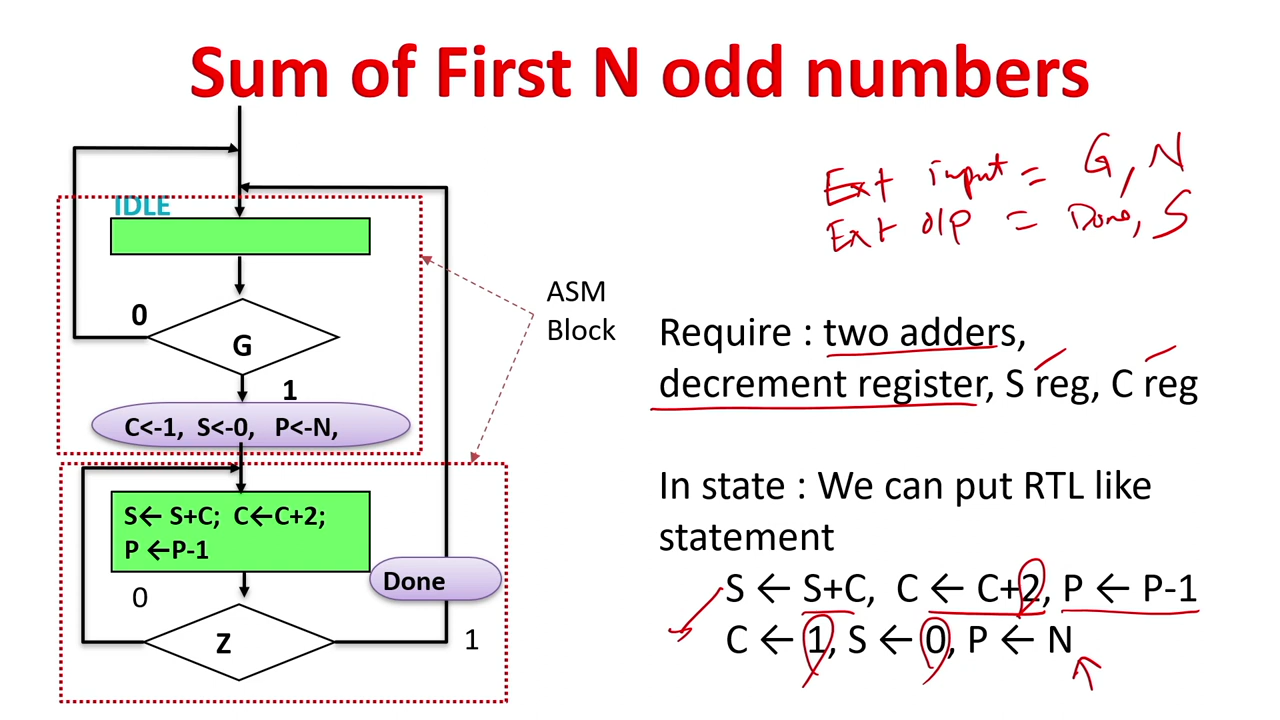 Sum of First N odd numbers
IDLE
0
G
1
C<-1, S<-0, P<-N,
S← S+C; C←C+2;
P ←P-1
0
Done
Z
1
ASM
Block
Ext input = G, N
Ext o/p = Done, S
Require : two adders,
decrement register, S reg, C reg
In state : We can put RTL like
statement
S ← S+C, C ← C+2, P ← P-1
C ← 1, S ← 0, P ← N